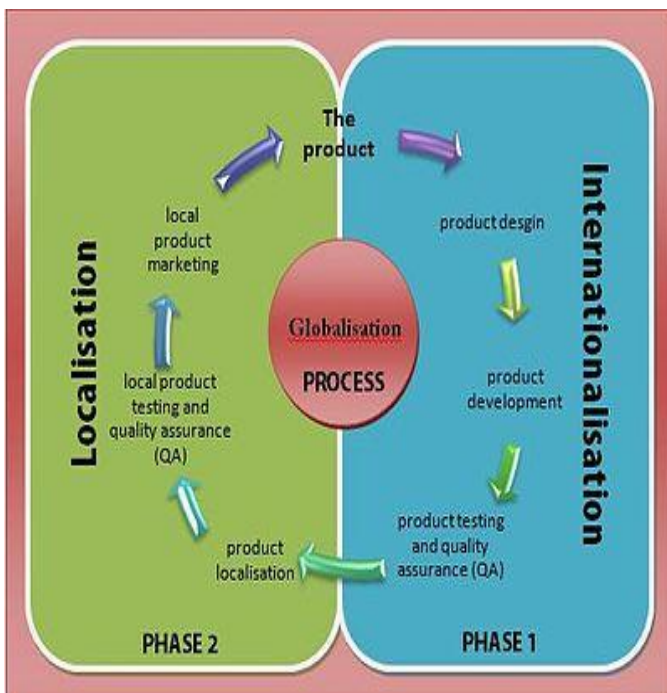 The
product
product desgin
product
development
product testing
and quality
assurance (QA)
Internationalisation
PHASE 1
product
localisation
local product
testing and
quality assurance
(QA)
local
product
marketing
Localisation
PHASE 2
Globalisation
PROCESS